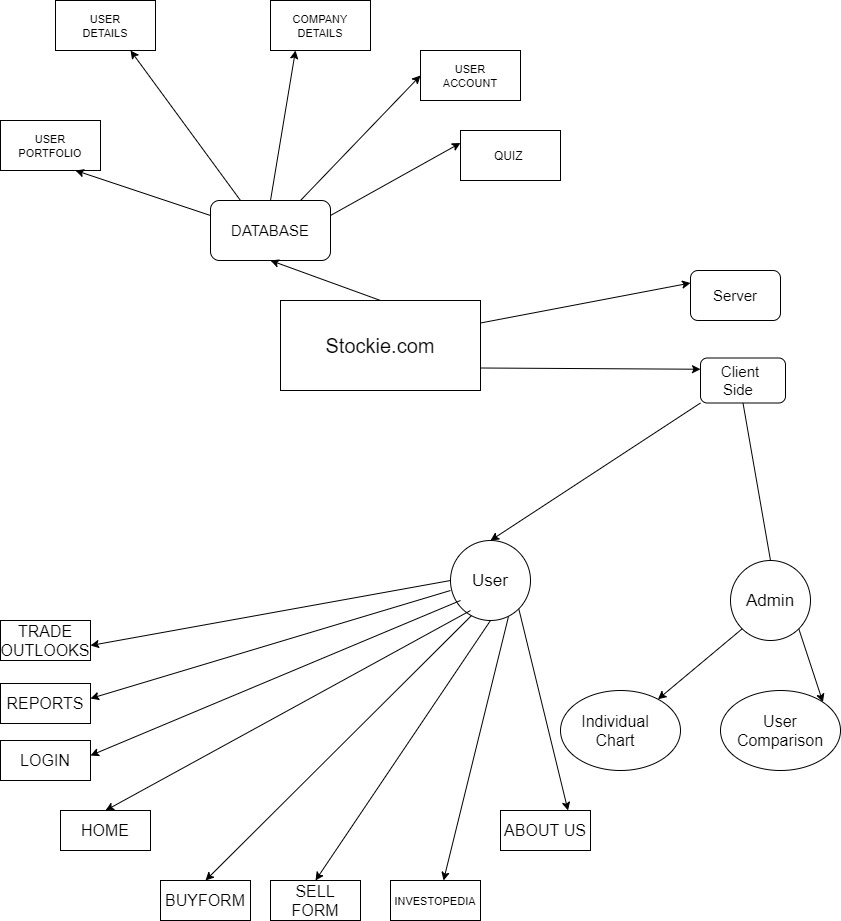 USER
DETAILS
COMPANY
DETAILS
USER
ACCOUNT
USER
PORTFOLIO
QUIZ
DATABASE
Server
Stockie.com
Client
Side
User
Admin
TRADE
OUTLOOKS
REPORTS
Individual
Chart
User
Comparison
LOGIN
HOME
ABOUT US
BUYFORM
SELL
FORM
INVESTOPEDIA